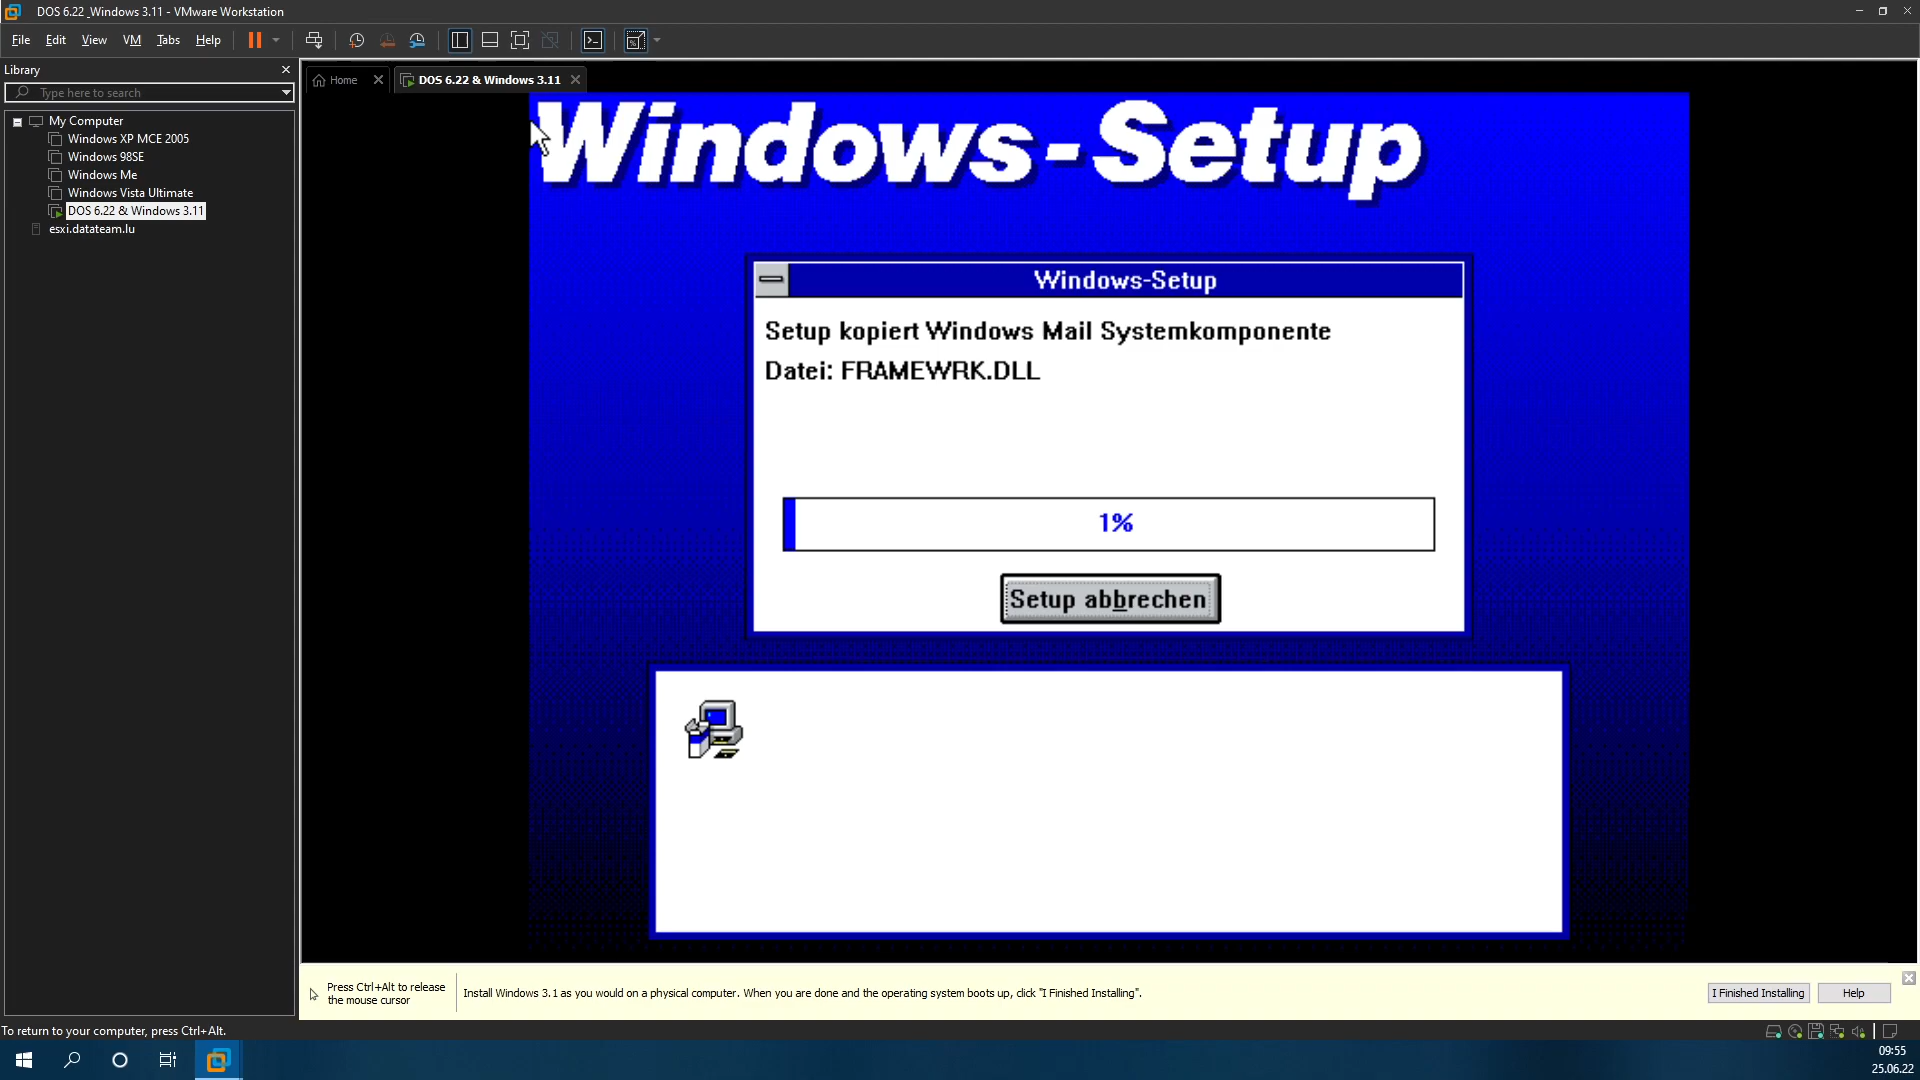 DOS 6.22 _Windows 3.11 - VMware Workstation
File Edit View VM Tabs Help
Library
Type here to search
My Computer
Windows XP MCE 2005
Windows 98SE
Windows Me
Windows Vista Ultimate
DOS 6.22 & Windows 3.11
esxi.datateam.lu
Home
DOS 6.22 & Windows 3.11
Windows-Setup
Windows-Setup
Setup kopiert Windows Mail Systemkomponente
Datei: FRAMEWRK.DLL
1%
Setup abbrechen
Press Ctrl+Alt to release
the mouse cursor
Install Windows 3.1 as you would on a physical computer. When you are done and the operating system boots up, click "I Finished Installing".
I Finished Installing
Help
To return to your computer, press Ctrl+Alt.
09:55
25.06.22